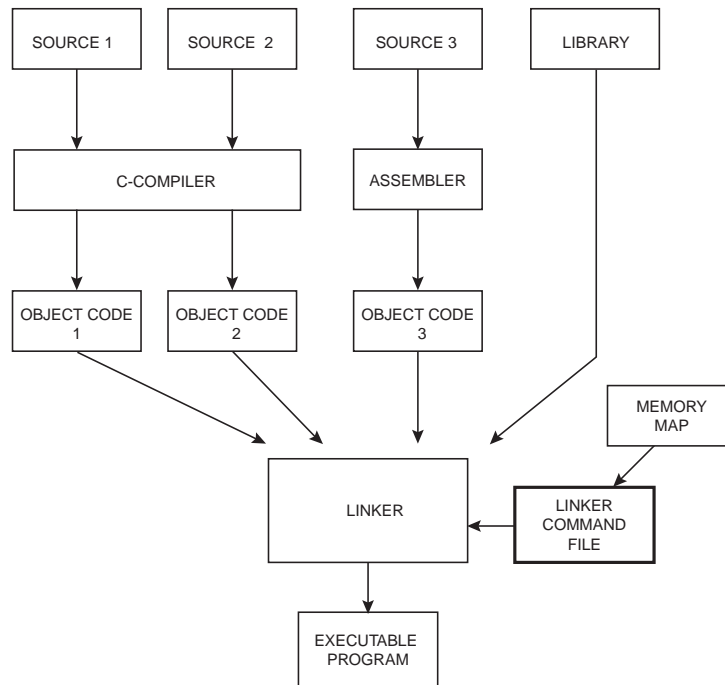 SOURCE 1
SOURCE 2
SOURCE 3
LIBRARY
C-COMPILER
ASSEMBLER
OBJECT CODE
1
OBJECT CODE
2
OBJECT CODE
3
MEMORY
MAP
LINKER
LINKER
COMMAND
FILE
EXECUTABLE
PROGRAM